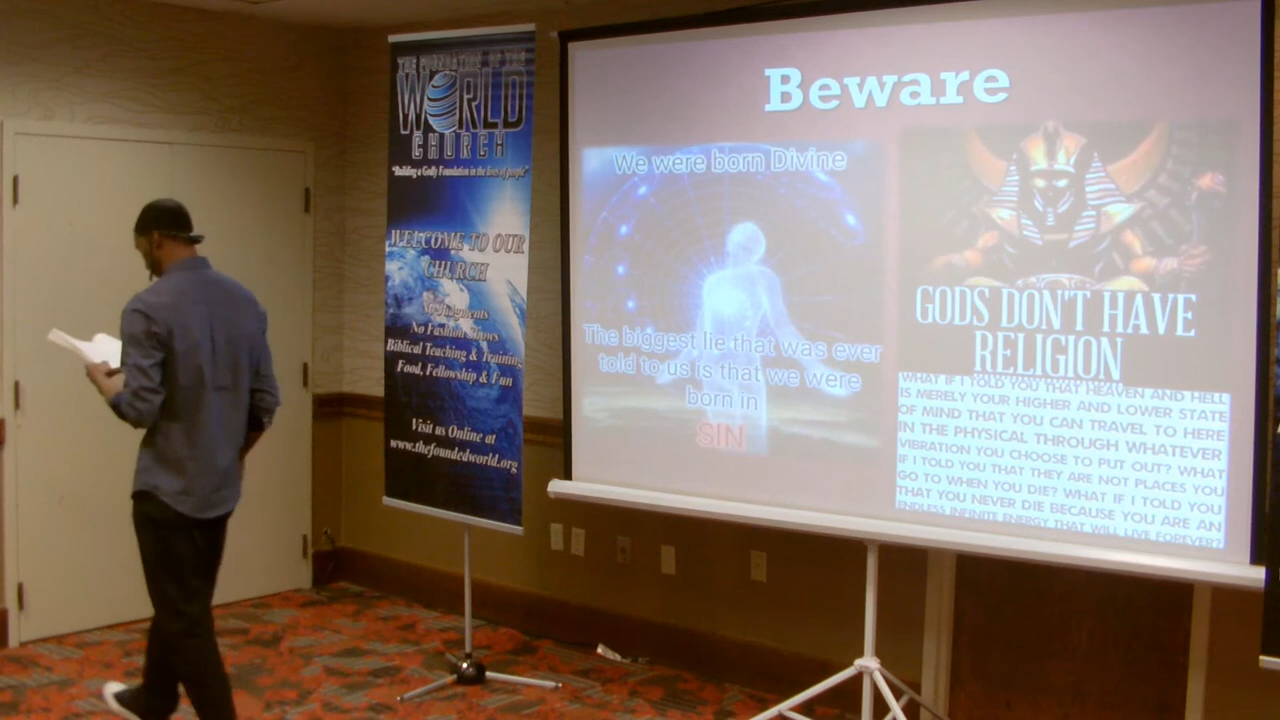 THE FOUNDATION OF THE
WORLD
CHURCH
"Building a Godly Foundation in the lives of people"
WELCOME TO OUR
CHURCH
No Judgments
No Fashion Shows
Biblical Teaching & Training
Food, Fellowship & Fun
Visit us Online at
www.thefoundedworld.org
Beware
We were born Divine
The biggest lie that was ever
told to us is that we were
born in
SIN
GODS DON'T HAVE
RELIGION
WHAT IF I TOLD YOU THAT HEAVEN AND HELL
IS MERELY YOUR HIGHER AND LOWER STATE
OF MIND THAT YOU CAN TRAVEL TO HERE
IN THE PHYSICAL THROUGH WHATEVER
VIBRATION YOU CHOOSE TO PUT OUT? WHAT
IF I TOLD YOU THAT THEY ARE NOT PLACES YOU
GO TO WHEN YOU DIE? WHAT IF I TOLD YOU
THAT YOU NEVER DIE BECAUSE YOU ARE AN
ENDLESS INFINITE ENERGY THAT WILL LIVE FOREVER?